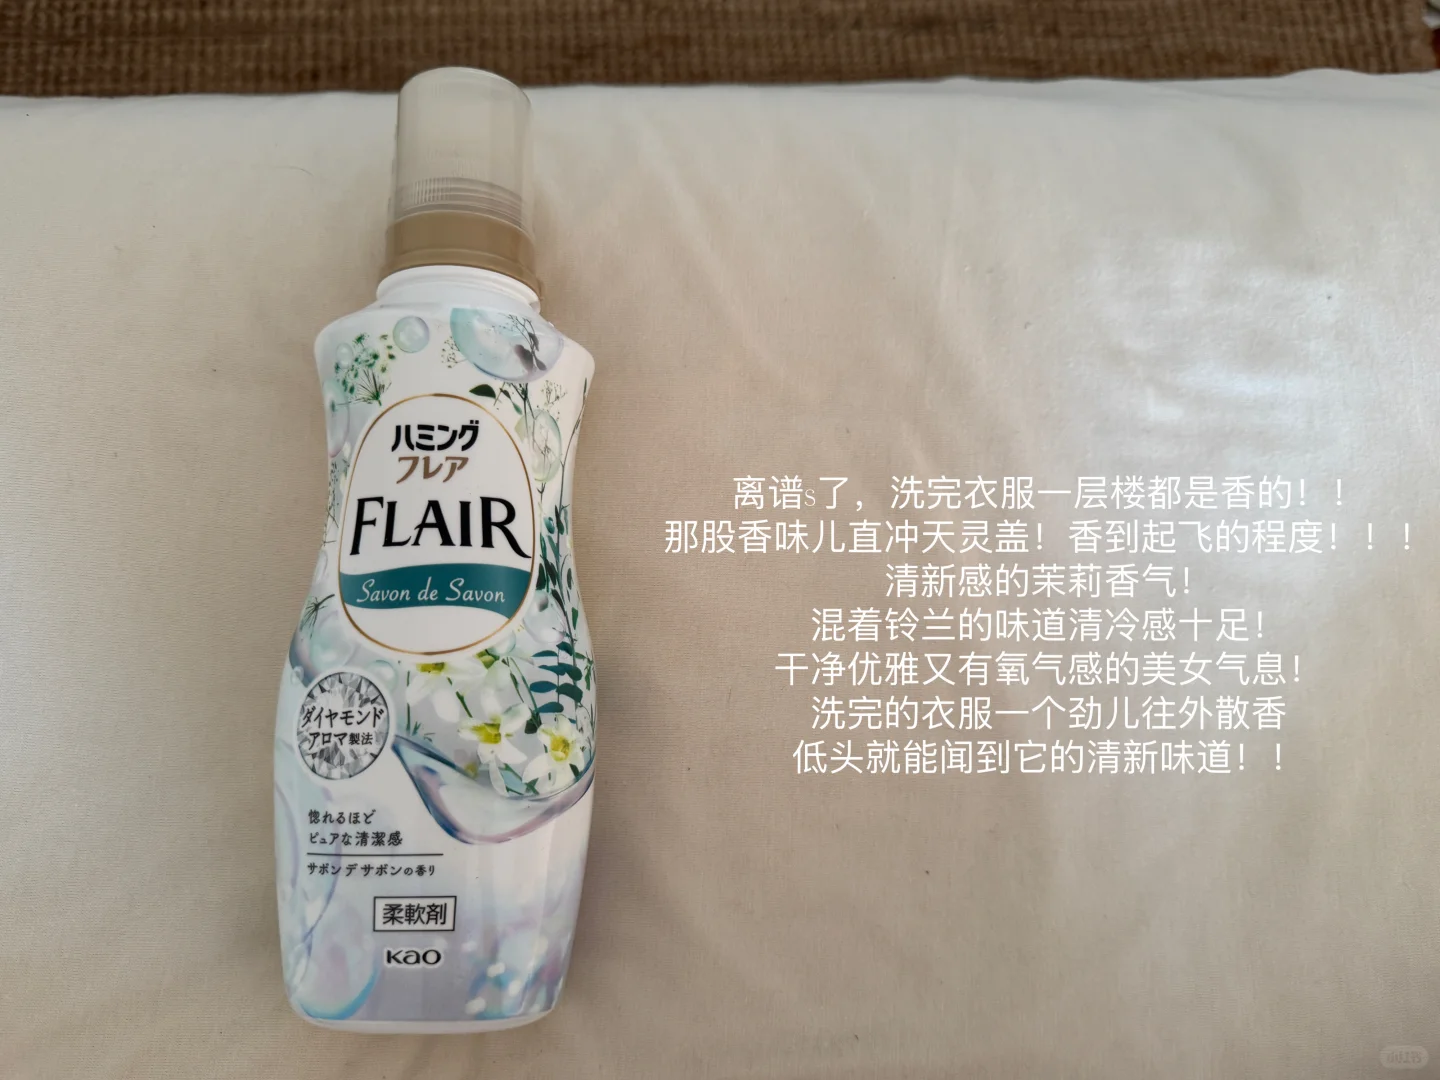 ハミング
フレア
FLAIR
Savon de Savon
ダイヤモンド
アロマ製法
惚れるほど
ピュアな清潔感
サボン デ サボンの香り
柔軟剤
Kao
离谱s了，洗完衣服一层楼都是香的！！
那股香味儿直冲天灵盖！香到起飞的程度！！！
清新感的茉莉香气！
混着铃兰的味道清冷感十足！
干净优雅又有氧气感的美女气息！
洗完的衣服一个劲儿往外散香
低头就能闻到它的清新味道！！